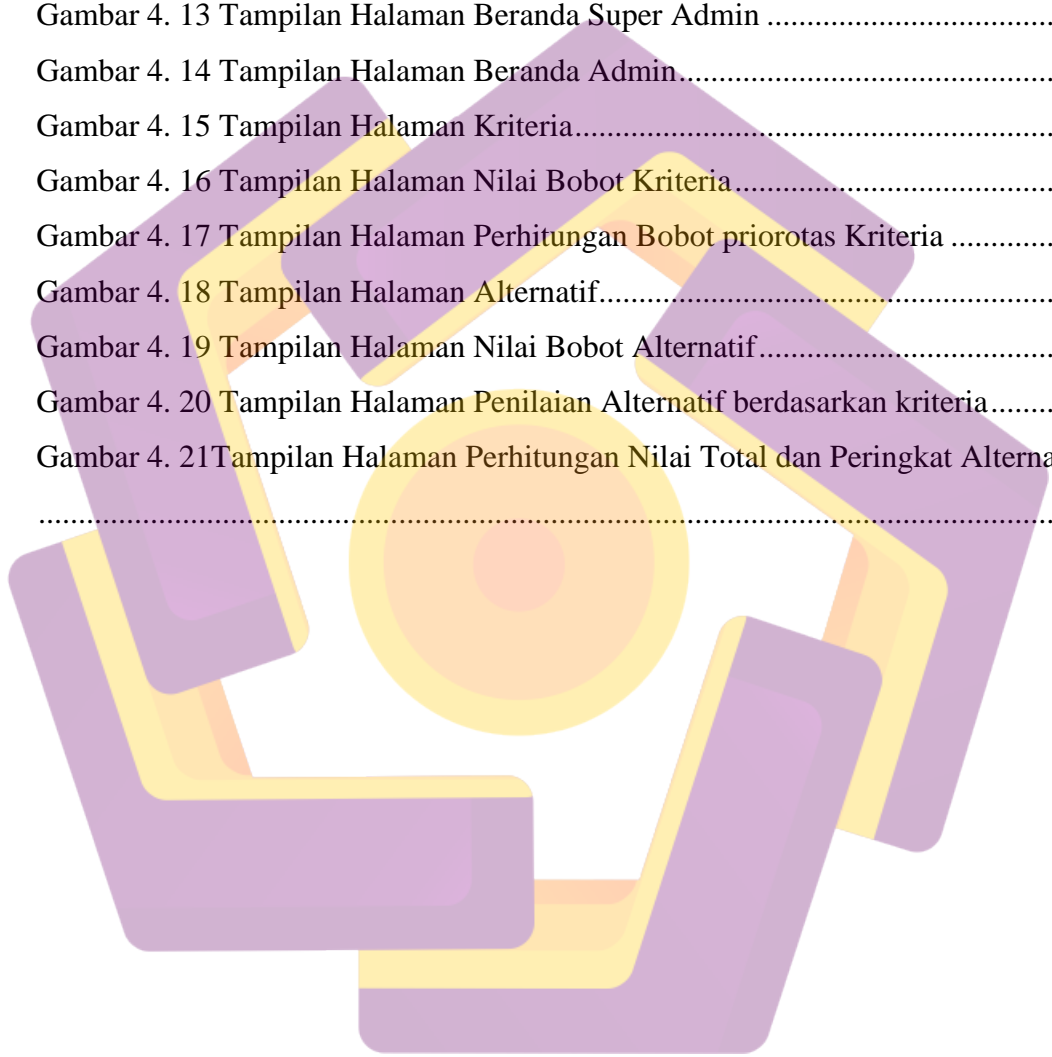 Gambar 4. 13 Tampilan Halaman Beranda Super Admin ..................................
Gambar 4. 14 Tampilan Halaman Beranda Admin.............................................
Gambar 4. 15 Tampilan Halaman Kriteria..........................................................
Gambar 4. 16 Tampilan Halaman Nilai Bobot Kriteria.......................................
Gambar 4. 17 Tampilan Halaman Perhitungan Bobot priorotas Kriteria ............
Gambar 4. 18 Tampilan Halaman Alternatif.......................................................
Gambar 4. 19 Tampilan Halaman Nilai Bobot Alternatif....................................
Gambar 4. 20 Tampilan Halaman Penilaian Alternatif berdasarkan kriteria........
Gambar 4. 21Tampilan Halaman Perhitungan Nilai Total dan Peringkat Alterna
...........................................................................................................................